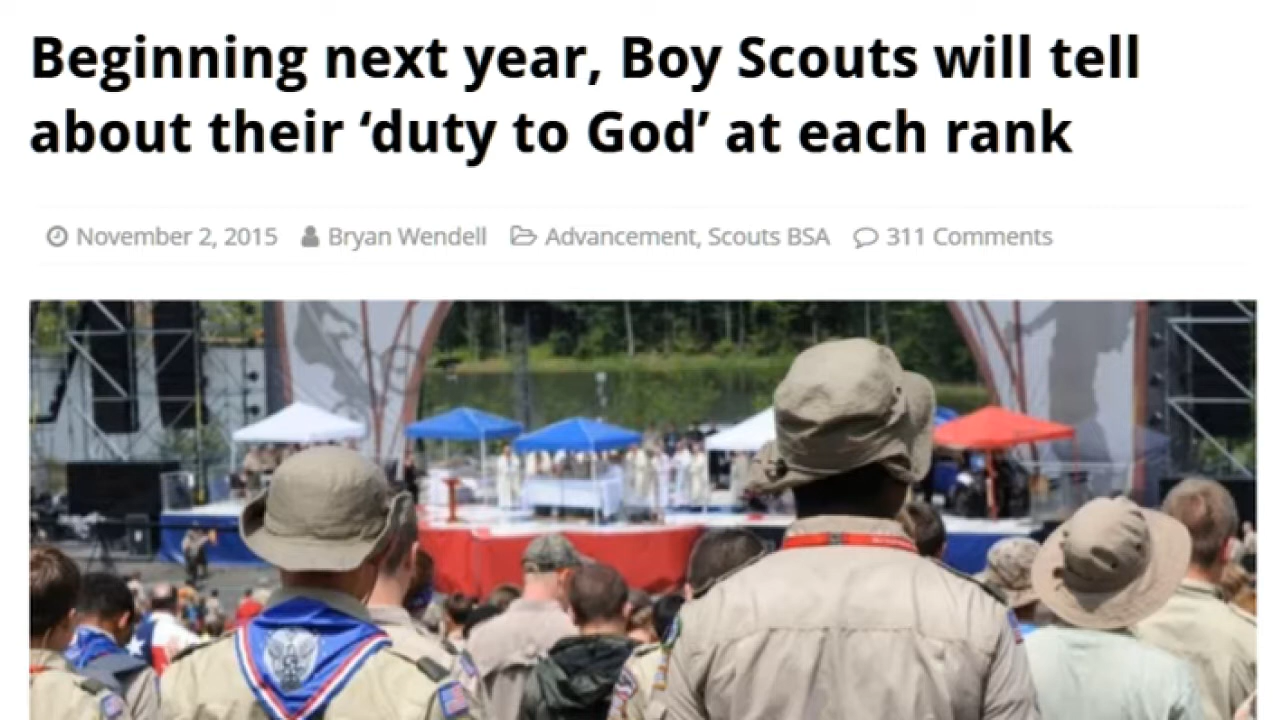 Beginning next year, Boy Scouts will tell
about their ‘duty to God’ at each rank
November 2, 2015 Bryan Wendell Advancement, Scouts BSA 311 Comments